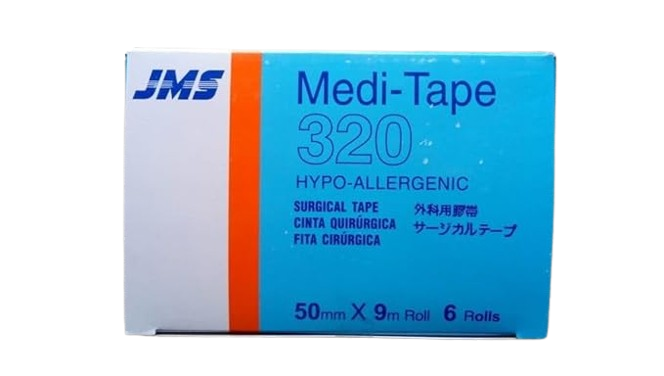 JMS
Medi-Tape
320
HYPO-ALLERGENIC
SURGICAL TAPE
CINTA QUIRÚRGICA
FITA CIRÚRGICA
外科用膠帯
サージカルテープ
50mm X 9m Roll 6 Rolls